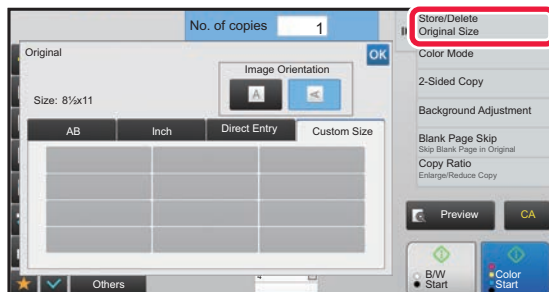 No. of copies 1
Store/Delete
Original Size
Original
OK
Color Mode
Image Orientation
A A
2-Sided Copy
Size: 8½x11
Background Adjustment
AB Inch Direct Entry Custom Size
Blank Page Skip
Skip Blank Page in Original
Copy Ratio
Enlarge/Reduce Copy
Preview CA
B/W
Start
Color
Start
Others